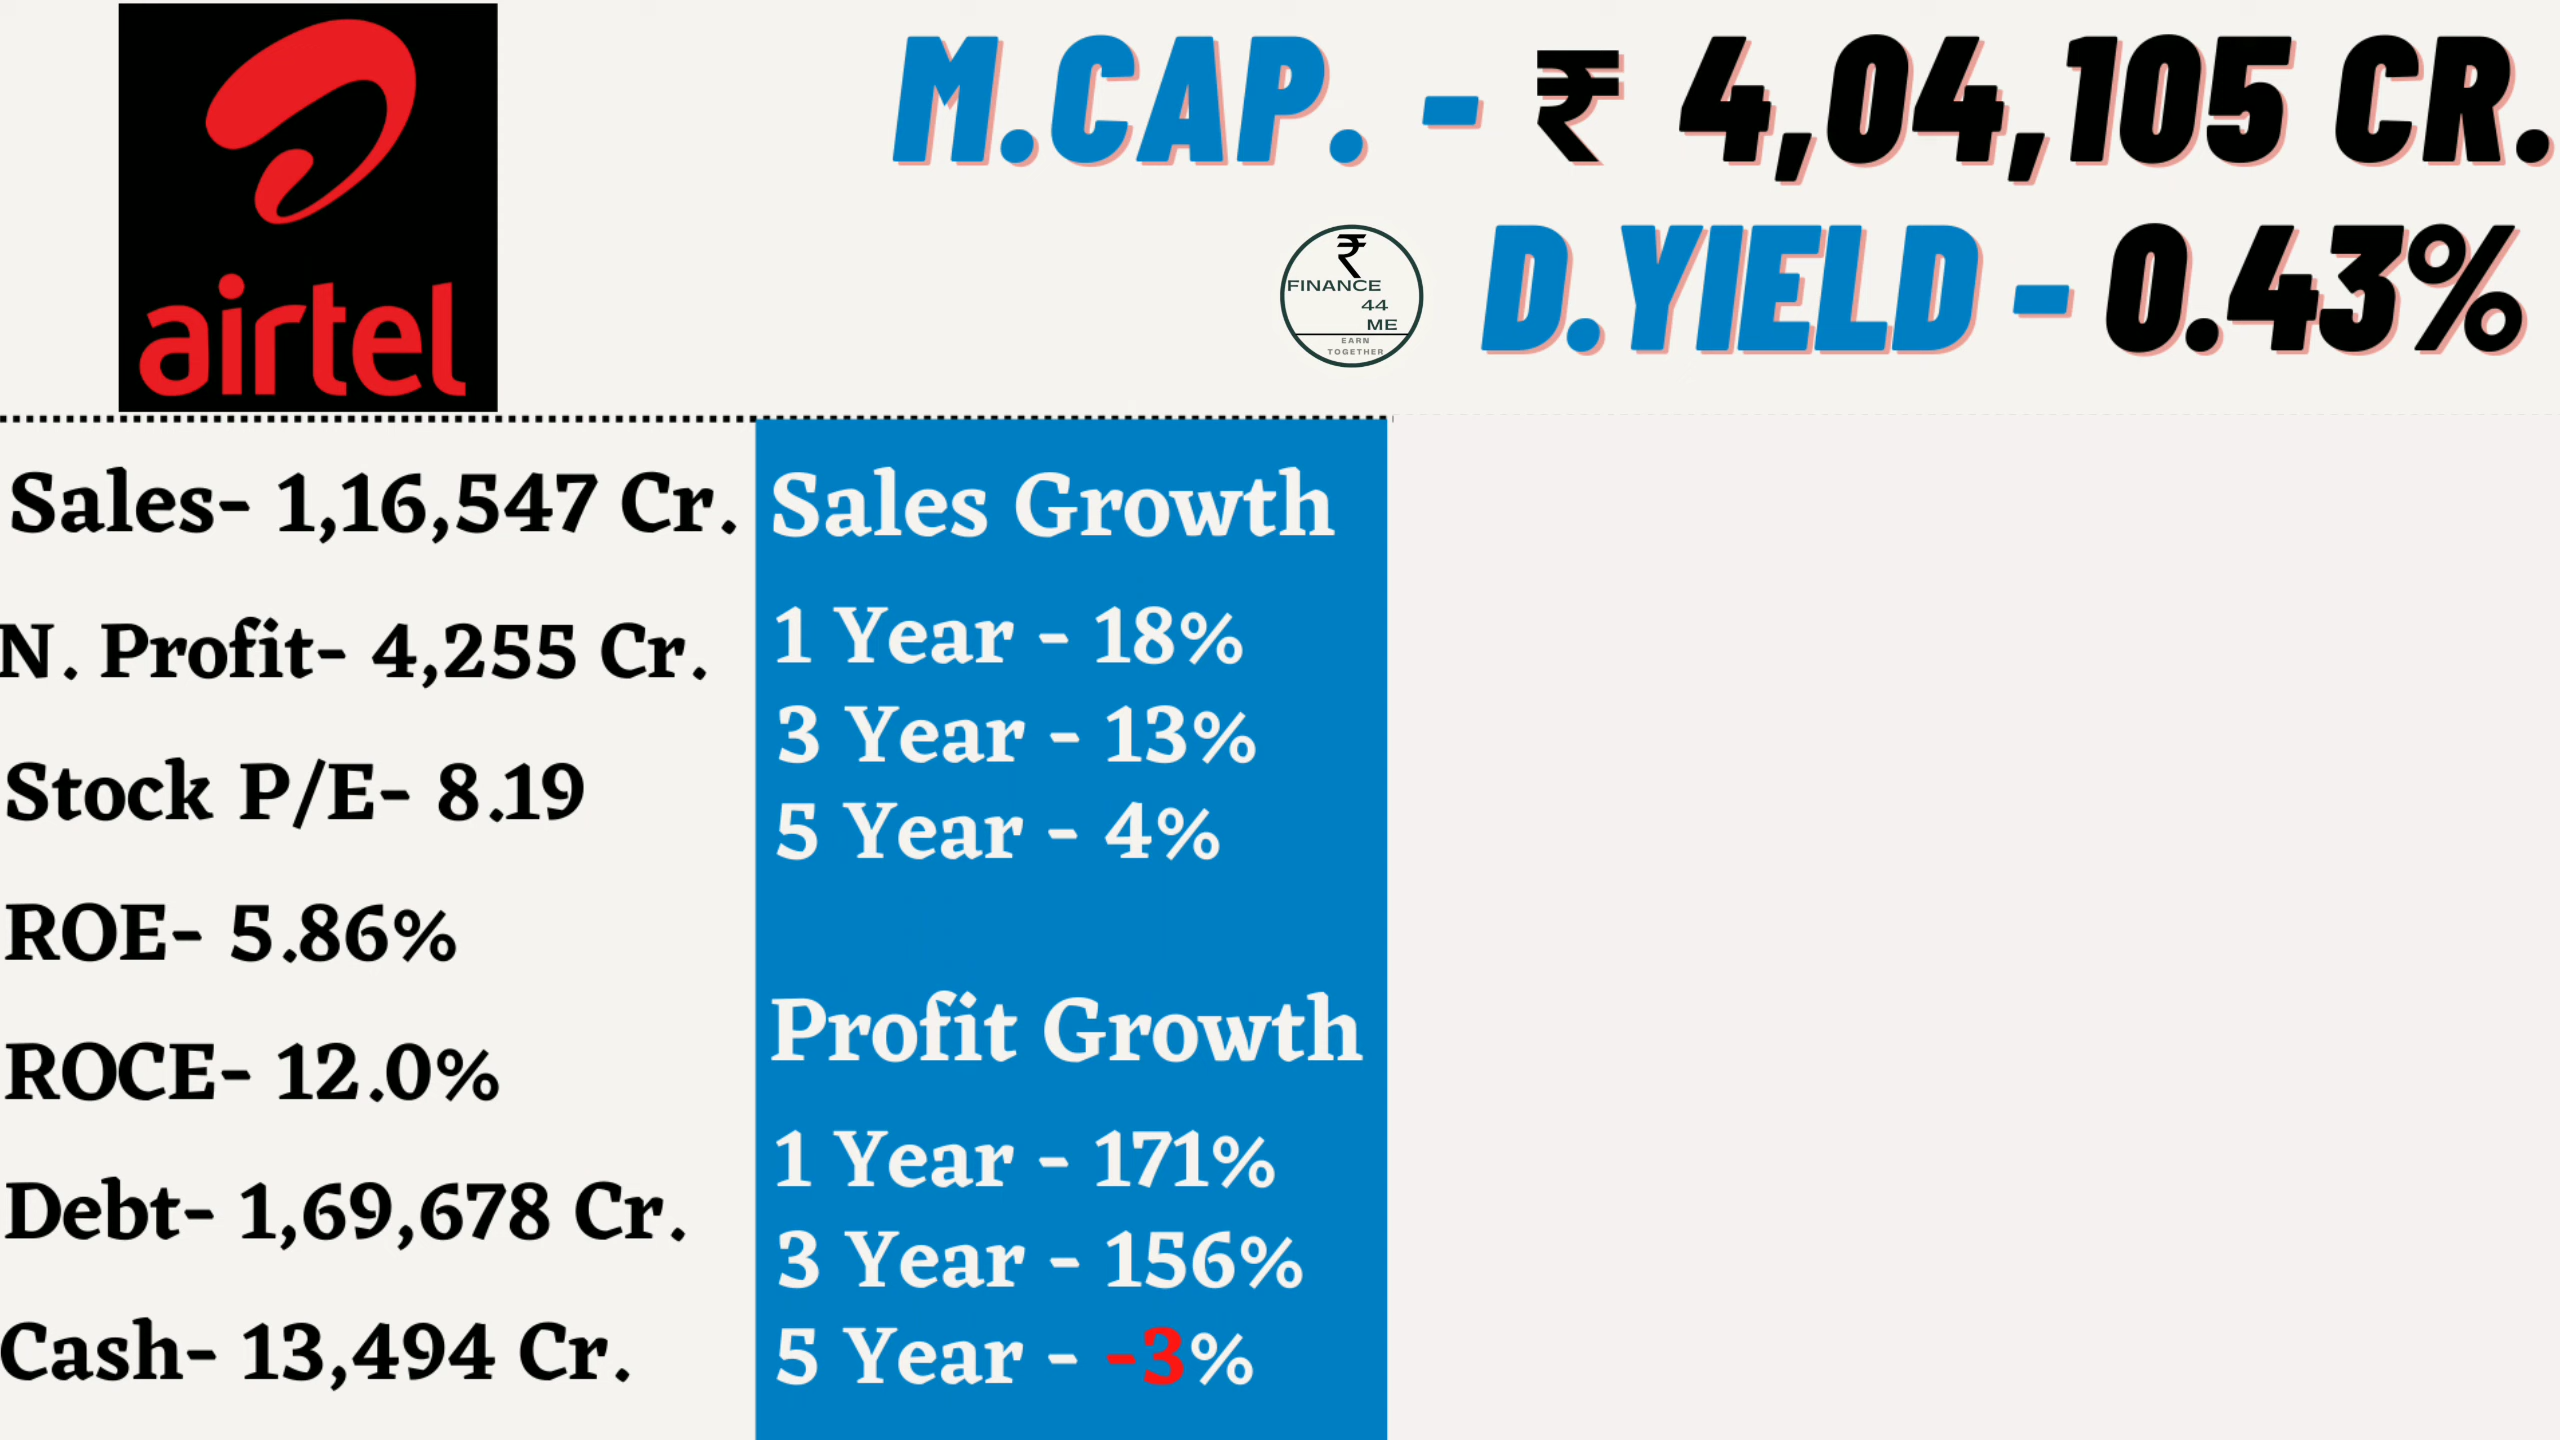 airtel
M.CAP. - ₹ 4,04,105 CR.
₹
FINANCE
44
ME
EARN
TOGETHER
D.YIELD - 0.43%
Sales- 1,16,547 Cr.
N. Profit- 4,255 Cr.
Stock P/E- 8.19
ROE- 5.86%
ROCE- 12.0%
Debt- 1,69,678 Cr.
Cash- 13,494 Cr.
Sales Growth
1 Year - 18%
3 Year - 13%
5 Year - 4%
Profit Growth
1 Year - 171%
3 Year - 156%
5 Year - -3%